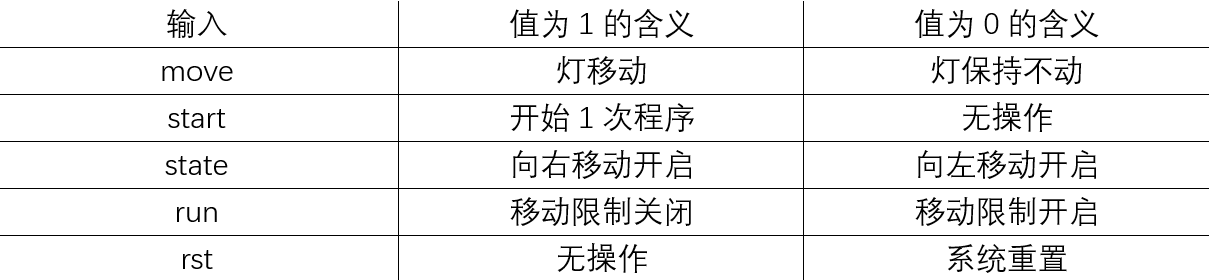 输入 值为 1 的含义 值为 0 的含义
move 灯移动 灯保持不动
start 开始 1 次程序 无操作
state 向右移动开启 向左移动开启
run 移动限制关闭 移动限制开启
rst 无操作 系统重置